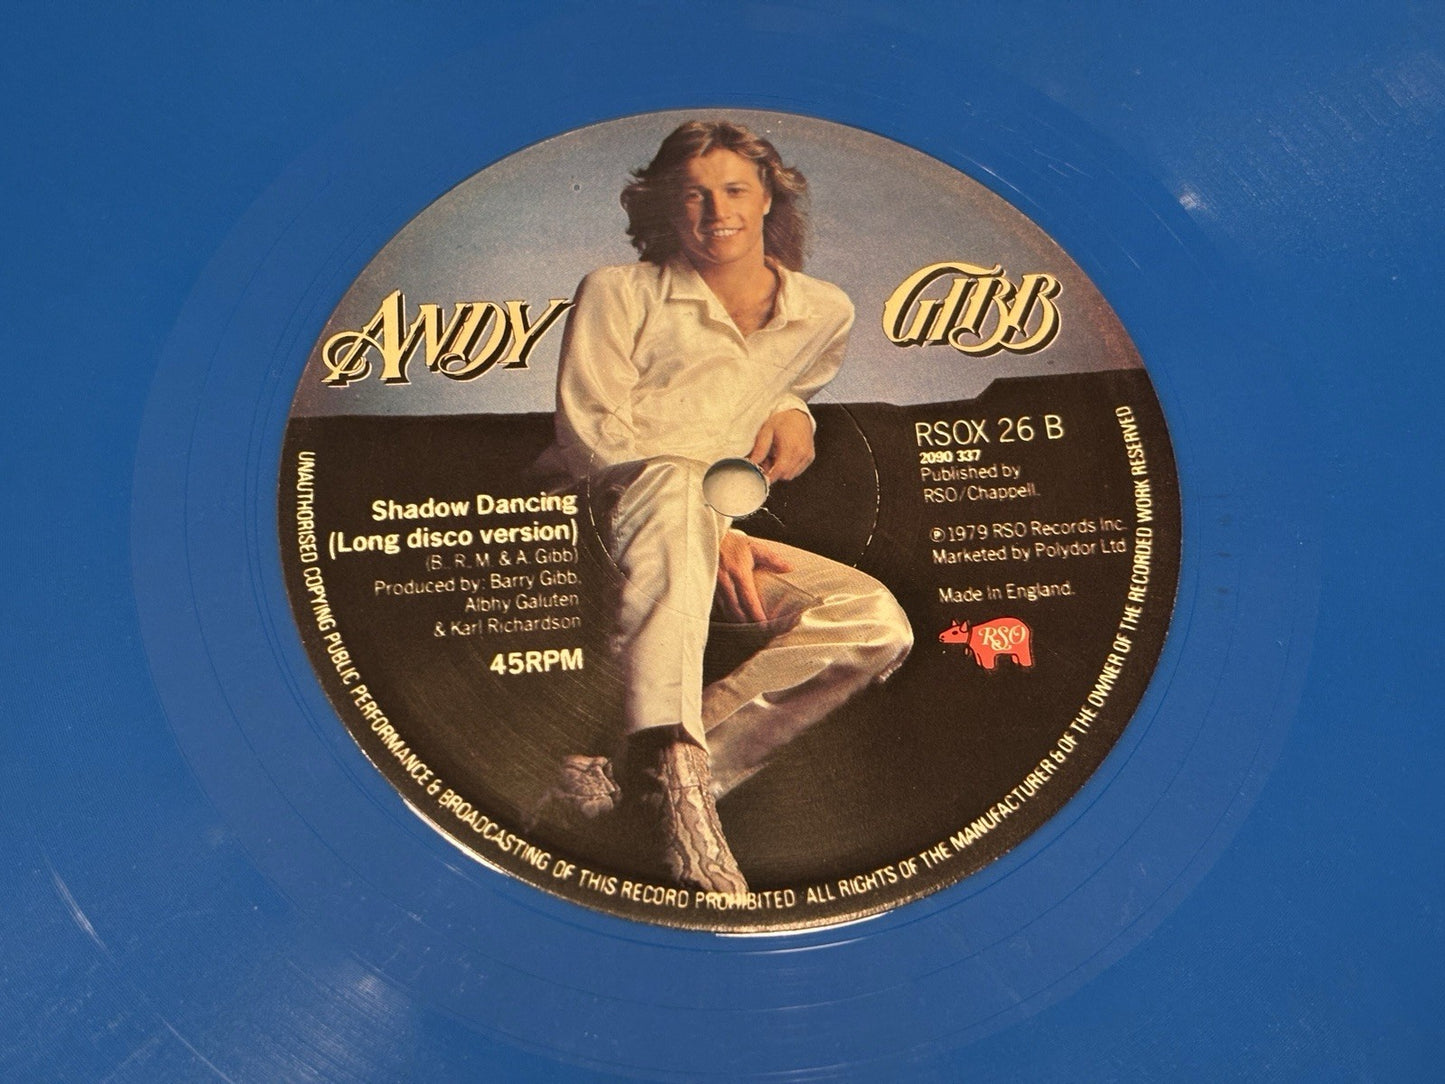 ANDY
GIBB
Shadow Dancing
(Long disco version)
(B., R., M. & A. Gibb)
Produced by: Barry Gibb,
Albhy Galuten
& Karl Richardson
45RPM
RSOX 26 B
2090 337
Published by
RSO/Chappell.
℗1979 RSO Records Inc.
Marketed by Polydor Ltd
Made in England.
RSO
UNAUTHORISED COPYING PUBLIC PERFORMANCE & BROADCASTING OF THIS RECORD PROHIBITED ALL RIGHTS OF THE MANUFACTURER & OF THE OWNER OF THE RECORDED WORK RESERVED